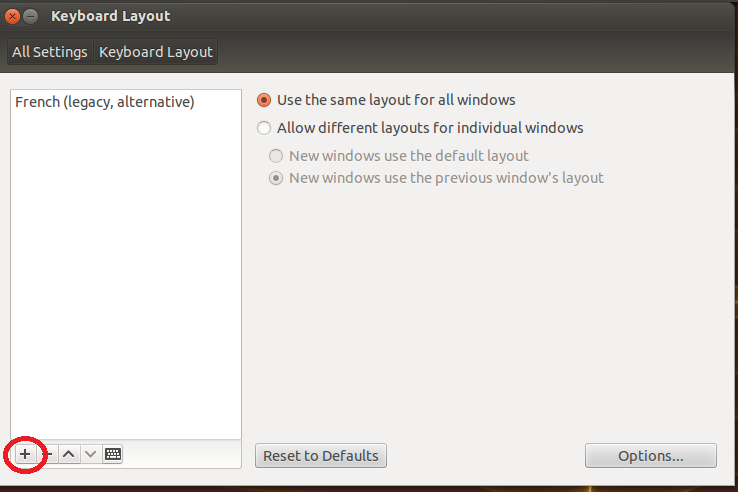 Keyboard Layout
All Settings Keyboard Layout
French (legacy, alternative)
Use the same layout for all windows
Allow different layouts for individual windows
New windows use the default layout
New windows use the previous window's layout
Reset to Defaults
Options...